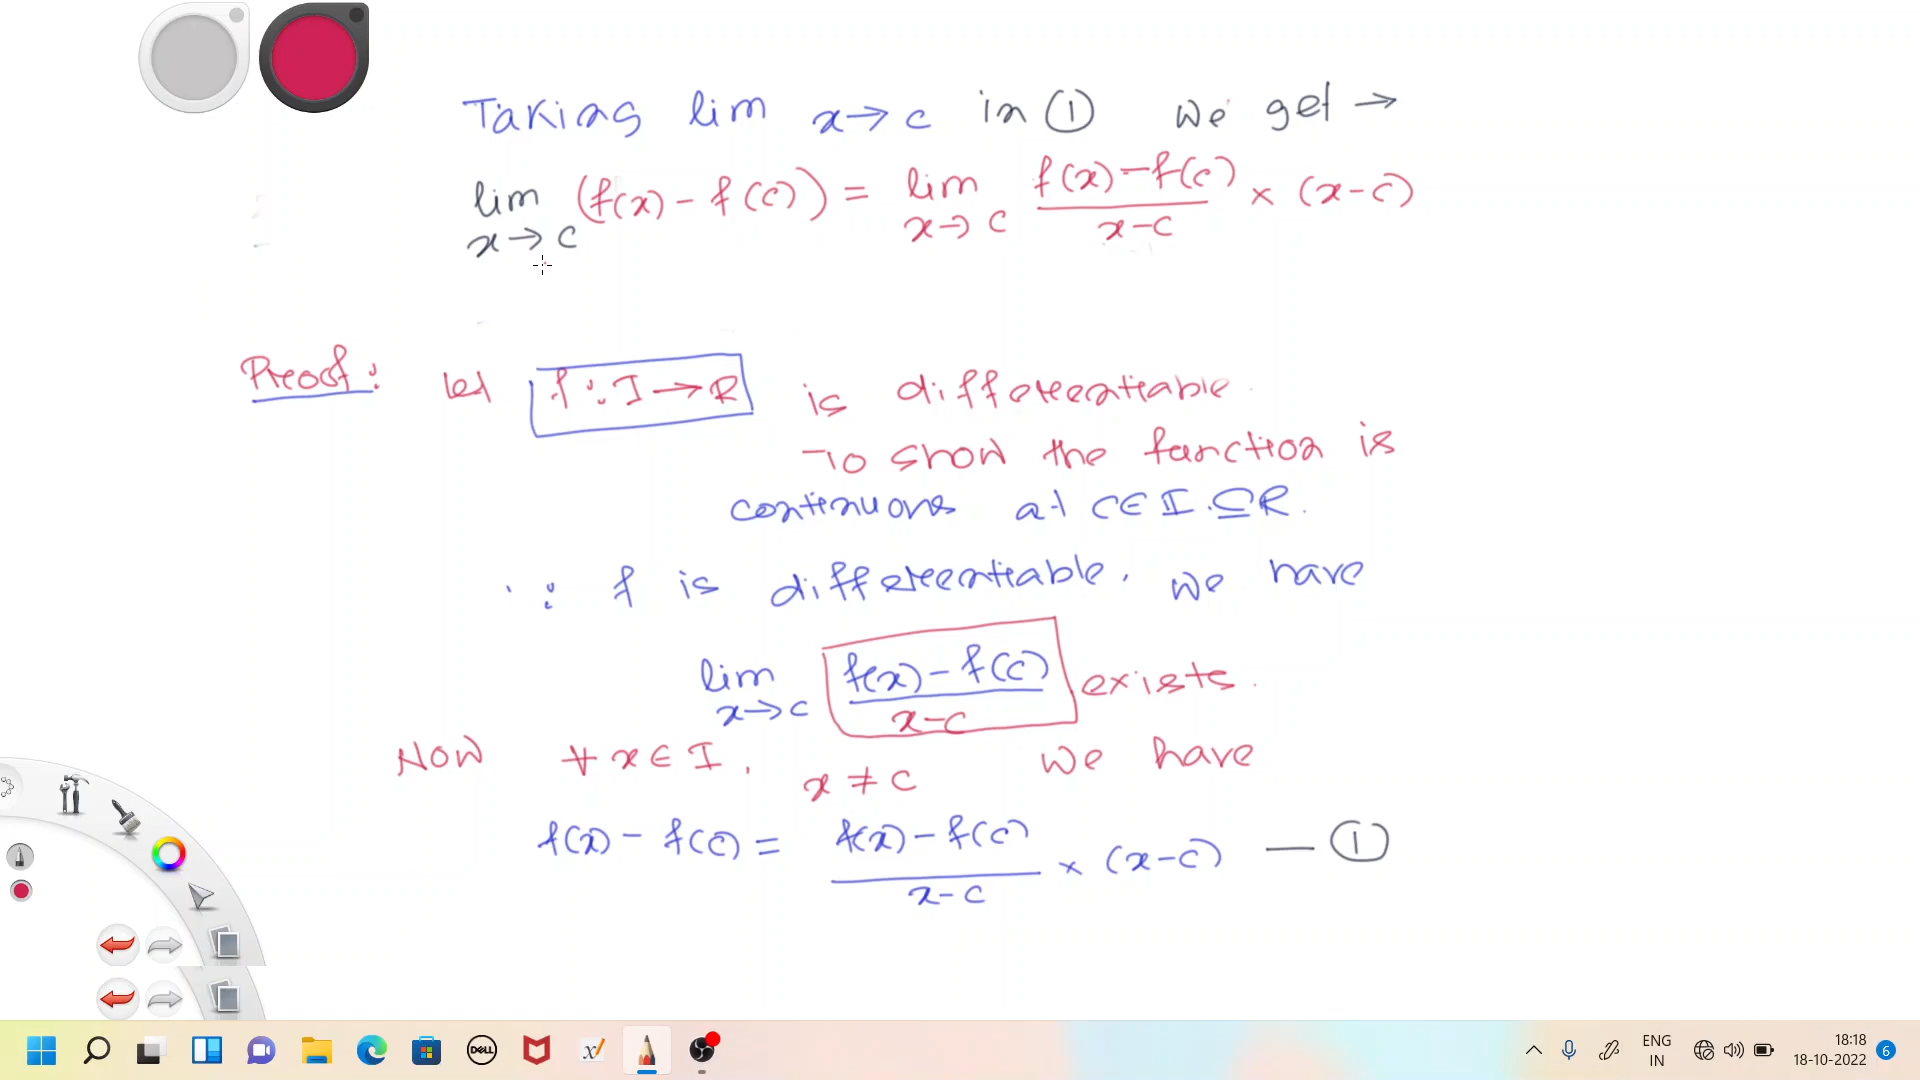 Taking lim x→c in ① we get →
lim x→c (f(x) - f(c)) = lim x→c f(x)-f(c)/x-c × (x-c)
Proof: let f: I → R is differentiable.
To show the function is
continuous at c∈I ⊆R.
∵ f is differentiable, we have
lim x→c f(x) - f(c)/x-c exists.
Now ∀ x ∈ I, x ≠ c we have
f(x) - f(c) = f(x) - f(c)/x-c × (x-c) — ①
DELL
ENG
IN
18:18
18-10-2022
6